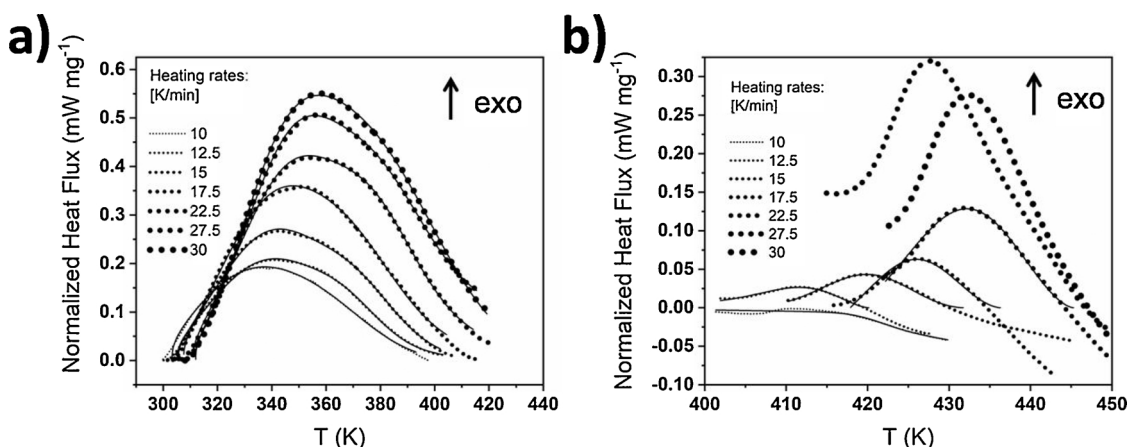 a)
Normalized Heat Flux (mW mg⁻¹)
0.6
0.5
0.4
0.3
0.2
0.1
0.0
Heating rates:
[K/min]
10
12.5
15
17.5
22.5
27.5
30
exo
300 320 340 360 380 400 420 440
T (K)
b)
Normalized Heat Flux (mW mg⁻¹)
0.30
0.25
0.20
0.15
0.10
0.05
0.00
-0.05
-0.10
Heating rates:
[K/min]
10
12.5
15
17.5
22.5
27.5
30
exo
400 410 420 430 440 450
T (K)